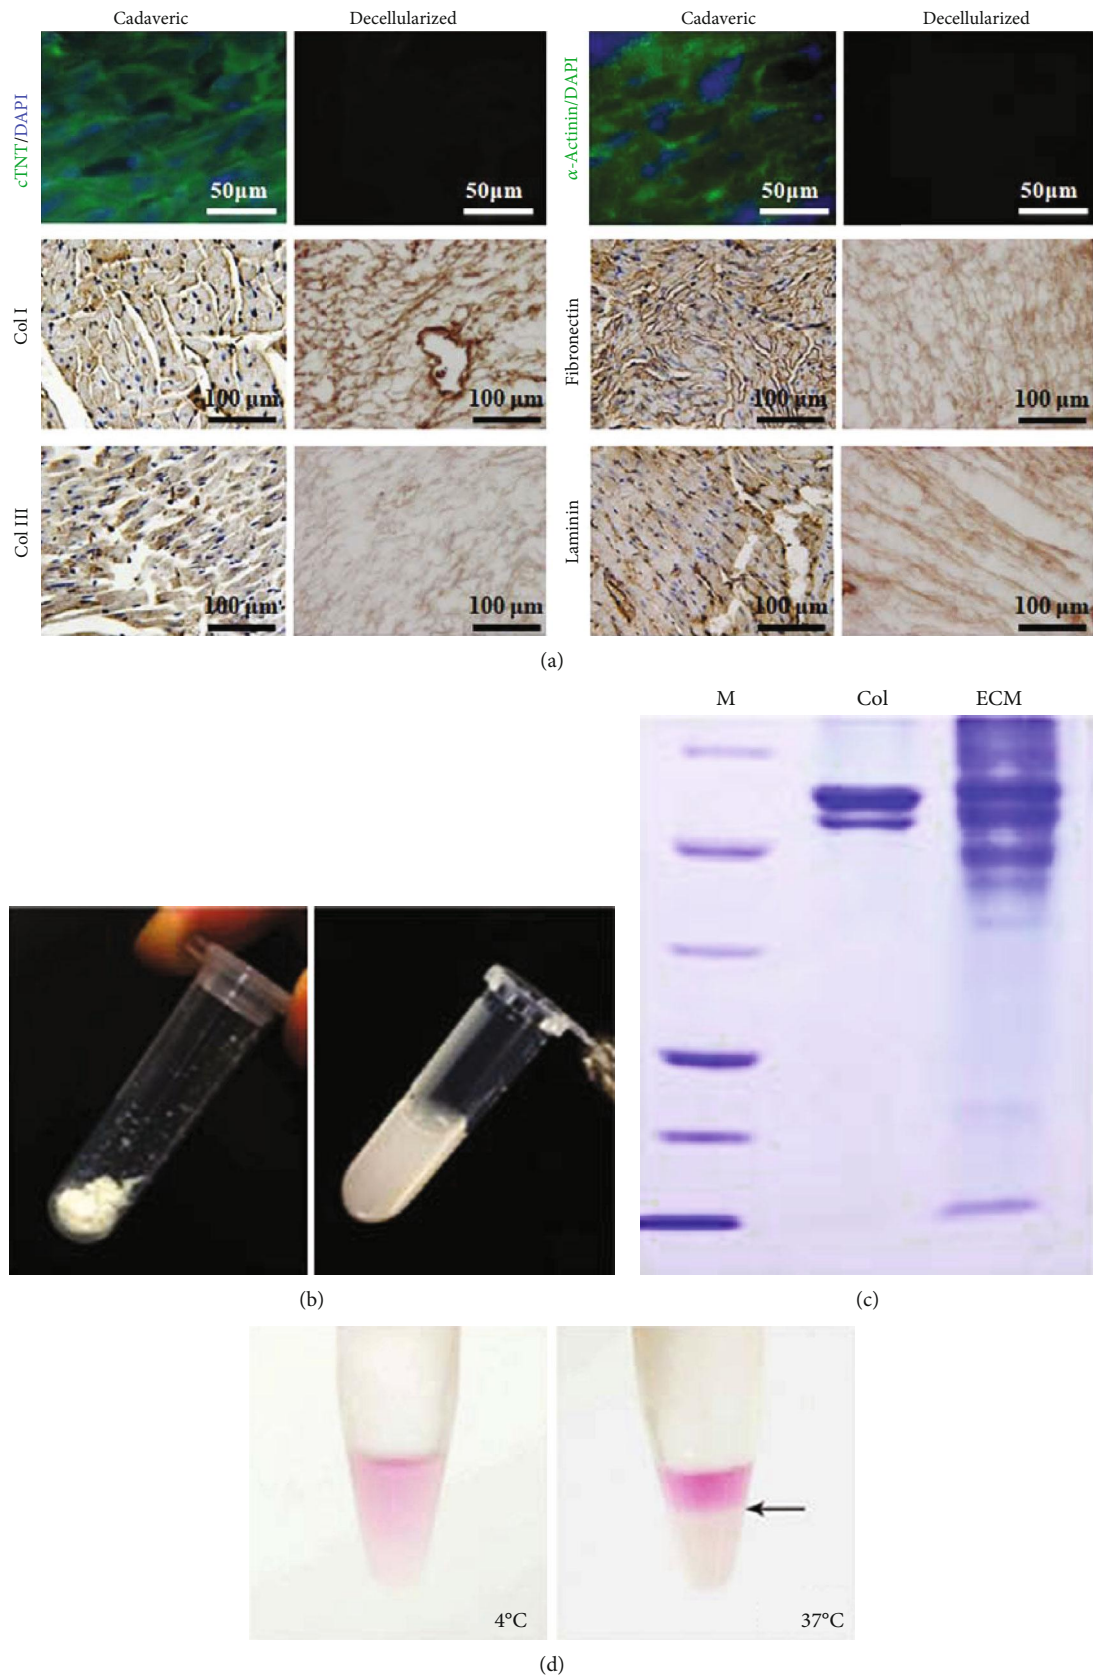 Cadaveric Decellularized Cadaveric Decellularized
cTNT/DAPI 50µm 50µm α-Actinin/DAPI 50µm 50µm
Col I 100 µm 100 µm Fibronectin 100 µm 100 µm
Col III 100 µm 100 µm Laminin 100 µm 100 µm
(a)
M Col ECM
(b) (c)
4°C 37°C
(d)